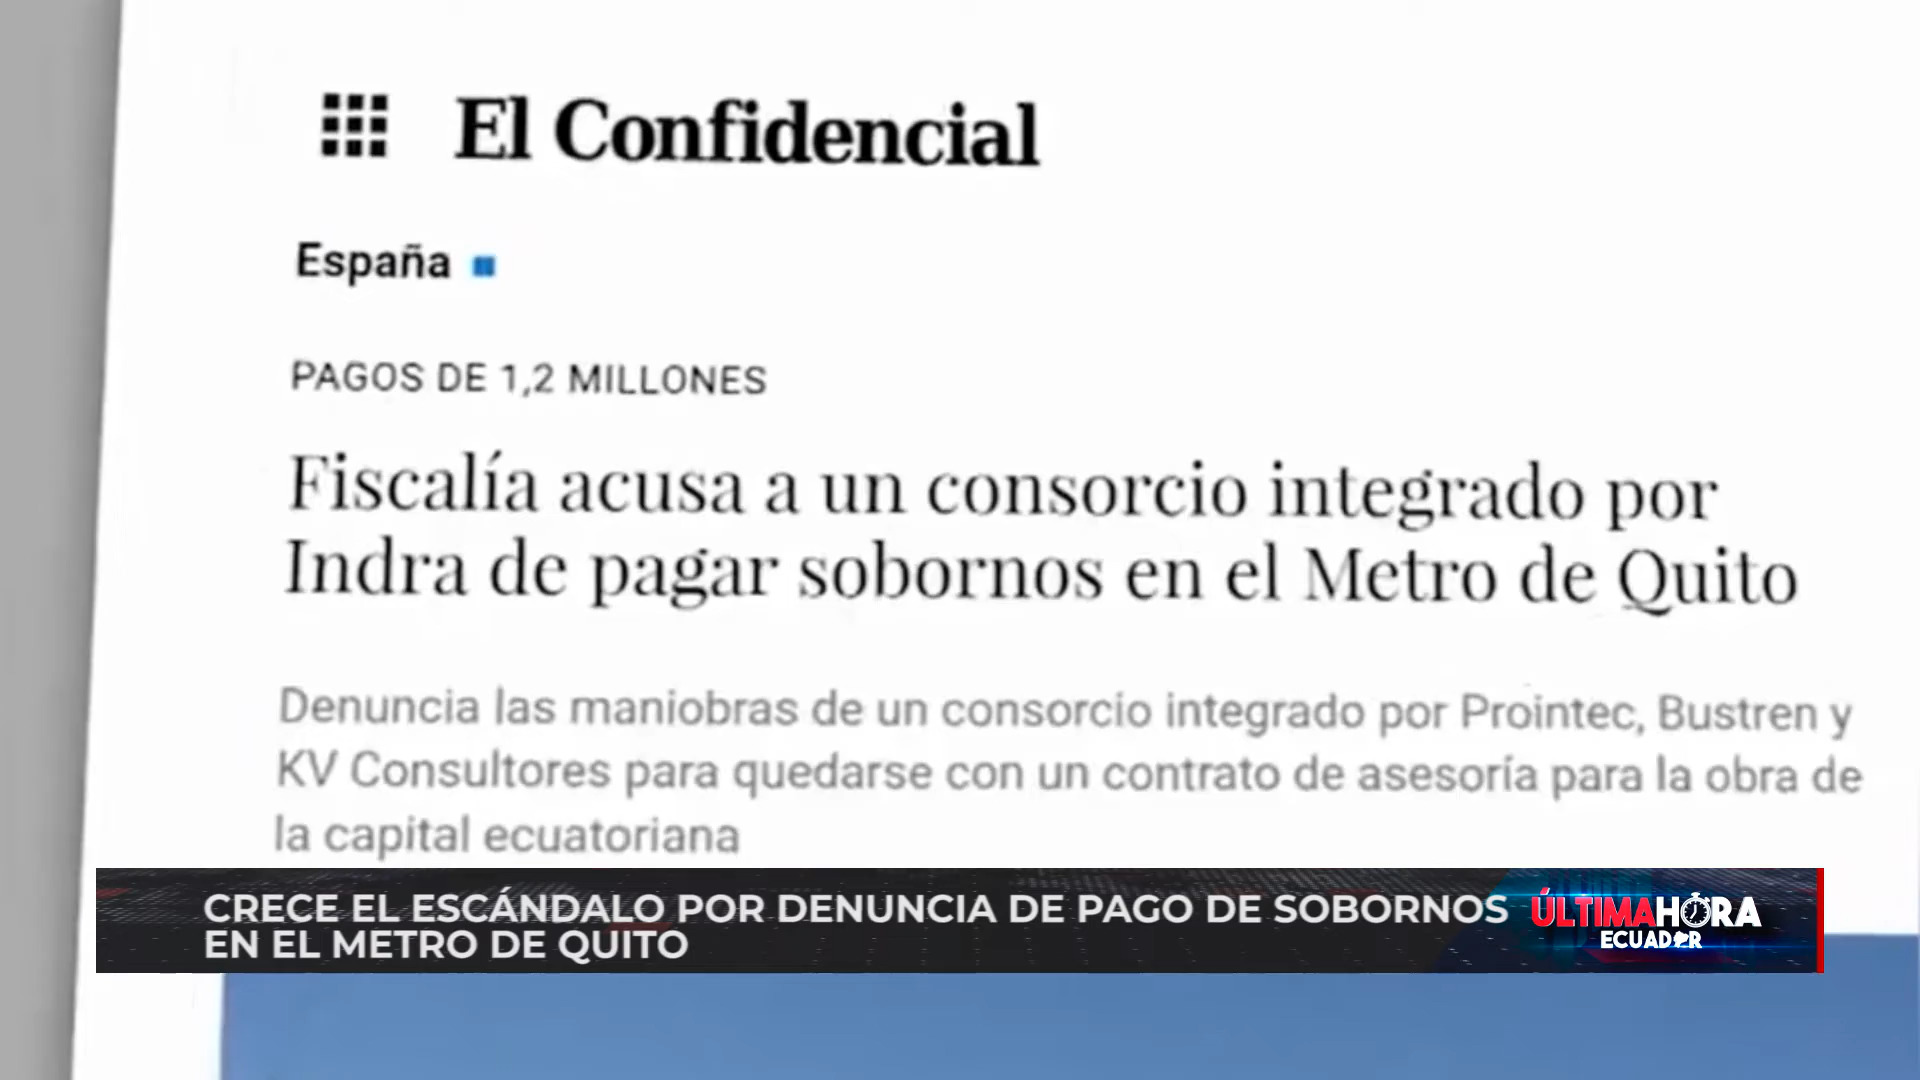 El Confidencial
España
PAGOS DE 1,2 MILLONES
Fiscalía acusa a un consorcio integrado por
Indra de pagar sobornos en el Metro de Quito
Denuncia las maniobras de un consorcio integrado por Prointec, Bustren y
KV Consultores para quedarse con un contrato de asesoría para la obra de
la capital ecuatoriana
CRECE EL ESCÁNDALO POR DENUNCIA DE PAGO DE SOBORNOS
EN EL METRO DE QUITO
ÚLTIMAHORA
ECUADOR